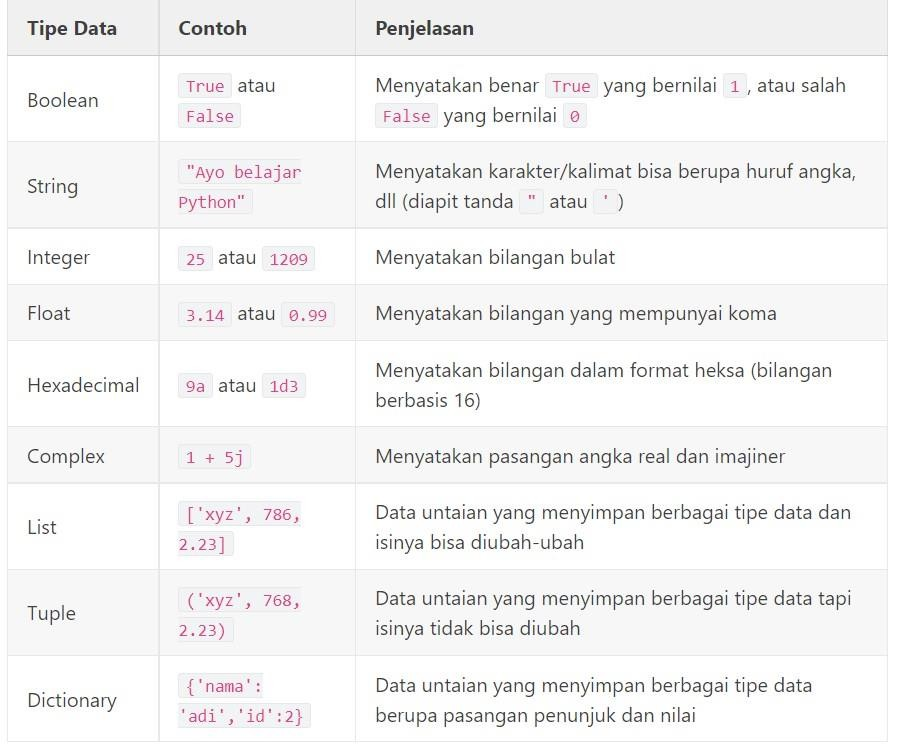 Tipe Data Contoh Penjelasan
Boolean
True atau
False
Menyatakan benar True yang bernilai 1, atau salah
False yang bernilai 0
String
"Ayo belajar
Python"
Menyatakan karakter/kalimat bisa berupa huruf angka,
dll (diapit tanda " atau ')
Integer
25 atau 1209
Menyatakan bilangan bulat
Float
3.14 atau 0.99
Menyatakan bilangan yang mempunyai koma
Hexadecimal
9a atau 1d3
Menyatakan bilangan dalam format heksa (bilangan
berbasis 16)
Complex
1 + 5j
Menyatakan pasangan angka real dan imajiner
List
['xyz', 786,
2.23]
Data untaian yang menyimpan berbagai tipe data dan
isinya bisa diubah-ubah
Tuple
('xyz', 768,
2.23)
Data untaian yang menyimpan berbagai tipe data tapi
isinya tidak bisa diubah
Dictionary
{'nama':
'adi','id':2}
Data untaian yang menyimpan berbagai tipe data
berupa pasangan penunjuk dan nilai